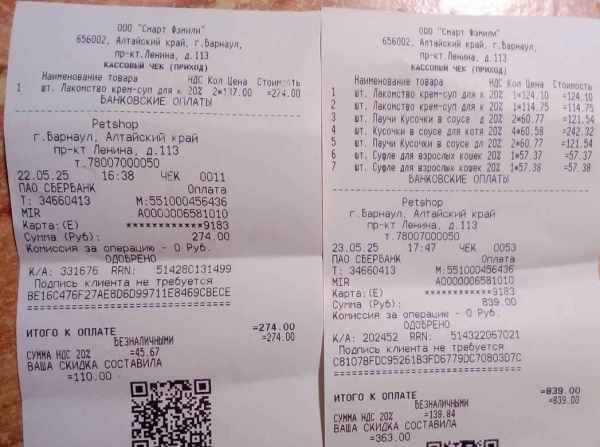 ООО "Смарт Фэмили"
656002, Алтайский край, г.Барнаул,
пр-кт.Ленина, д.113
КАССОВЫЙ ЧЕК (ПРИХОД)
Наименование товара НДС Кол Цена Стоимость
1 шт. Лакомство крем-суп для к 20% 2*137.00 =274.00
БАНКОВСКИЕ ОПЛАТЫ
Petshop
г.Барнаул, Алтайский край
пр-кт Ленина, д.113
т.78007000050
22.05.25 16:38 ЧЕК 0011
ПАО СБЕРБАНК Оплата
Т: 34660413 М:551000456436
MIR A0000006581010
Карта:(E) ************9183
Сумма (Руб): 274.00
Комиссия за операцию - 0 Руб.
ОДОБРЕНО
К/А: 331676 RRN: 514280131499
Подпись клиента не требуется
BE16C476F27AE8D6D99711E8469CBECE
==============================
ИТОГО К ОПЛАТЕ =274.00
БЕЗНАЛИЧНЫМИ =274.00
СУММА НДС 20% =45.67
ВАША СКИДКА СОСТАВИЛА
=110.00
ООО "Смарт Фэмили"
656002, Алтайский край, г.Барнаул,
пр-кт.Ленина, д.113
КАССОВЫЙ ЧЕК (ПРИХОД)
Наименование товара НДС Кол Цена Стоимость
1 шт. Лакомство крем-суп для к 20% 1*124.10 =124.10
2 шт. Лакомство крем-суп для к 20% 1*114.75 =114.75
3 шт. Паучи Кусочки в соусе д 20% 2*60.77 =121.54
4 шт. Кусочки в соусе для котя 20% 4*60.58 =242.32
5 шт. Паучи Кусочки в соусе дл 20% 2*60.77 =121.54
6 шт. Суфле для взрослых кошек 20% 1*57.37 =57.37
7 шт. Суфле для взрослых кошек 20% 1*57.38 =57.38
БАНКОВСКИЕ ОПЛАТЫ
Petshop
г.Барнаул, Алтайский край
пр-кт Ленина, д.113
т.78007000050
23.05.25 17:47 ЧЕК 0053
ПАО СБЕРБАНК Оплата
Т: 34660413 М:551000456436
MIR A0000006581010
Карта:(E) ************9183
Сумма (Руб): 839.00
Комиссия за операцию - 0 Руб.
ОДОБРЕНО
К/А: 202452 RRN: 514322067021
Подпись клиента не требуется
C81078FDC95261B3FD6779DC70803D7C
==============================
ИТОГО К ОПЛАТЕ =839.00
БЕЗНАЛИЧНЫМИ =839.00
СУММА НДС 20% =139.84
ВАША СКИДКА СОСТАВИЛА
=363.00